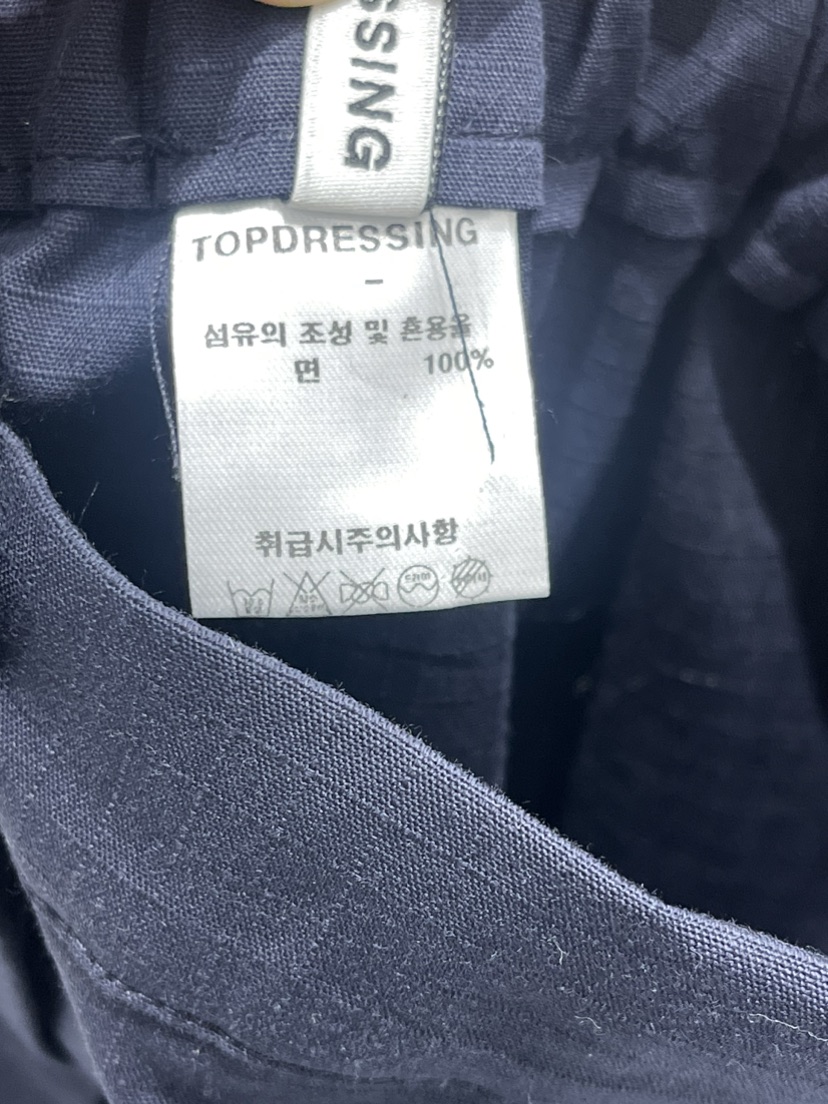 SSING
TOPDRESSING
-
섬유의 조성 및 혼용율
면 100%
취급시주의사항